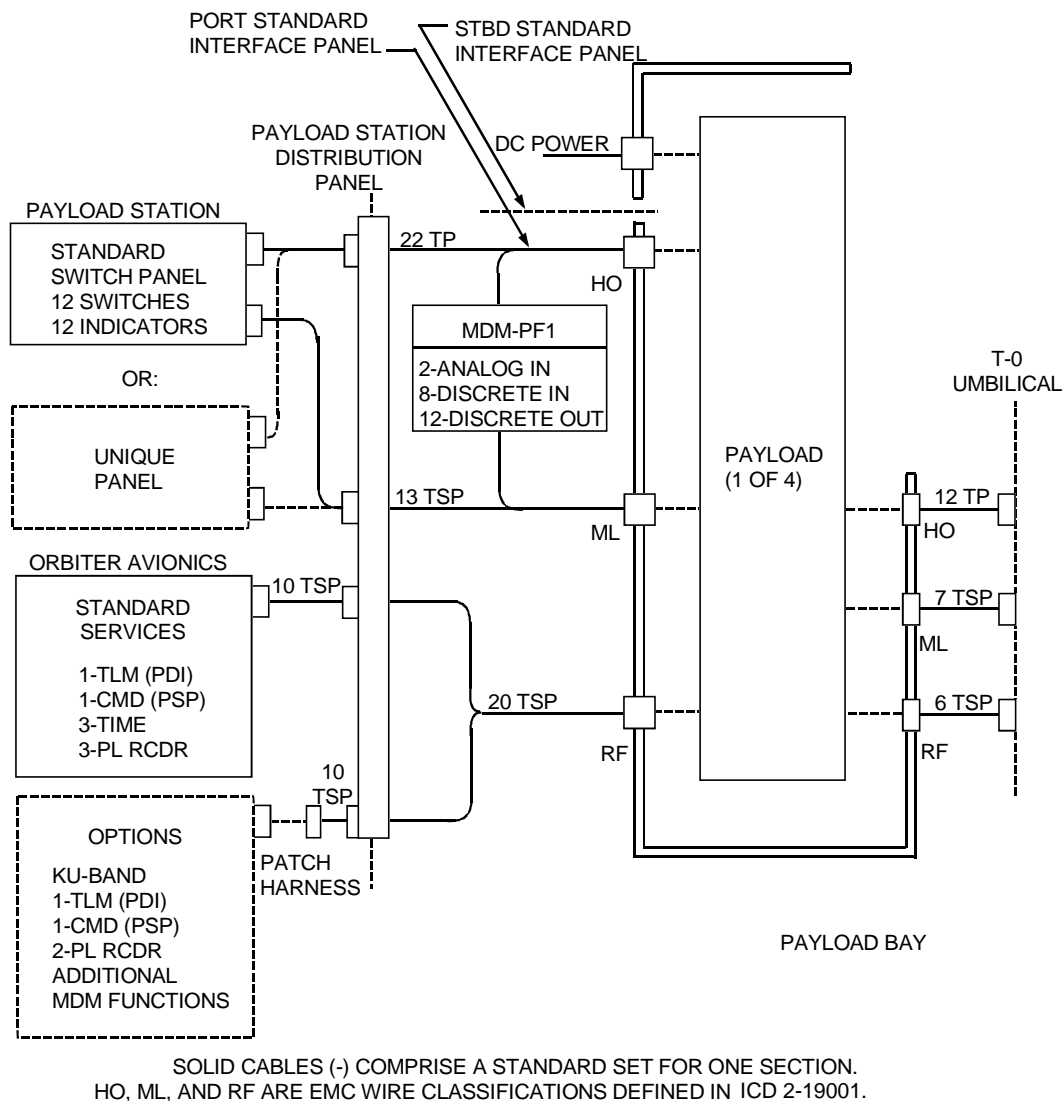 PORT STANDARD
INTERFACE PANEL
STBD STANDARD
INTERFACE PANEL
PAYLOAD STATION
DISTRIBUTION
PANEL
DC POWER
PAYLOAD STATION
STANDARD
SWITCH PANEL
12 SWITCHES
12 INDICATORS
22 TP
HO
MDM-PF1
2-ANALOG IN
8-DISCRETE IN
12-DISCRETE OUT
OR:
UNIQUE
PANEL
13 TSP
ML
PAYLOAD
(1 OF 4)
T-0
UMBILICAL
12 TP
HO
7 TSP
ML
6 TSP
RF
ORBITER AVIONICS
STANDARD
SERVICES
1-TLM (PDI)
1-CMD (PSP)
3-TIME
3-PL RCDR
10 TSP
20 TSP
RF
10
TSP
OPTIONS
KU-BAND
1-TLM (PDI)
1-CMD (PSP)
2-PL RCDR
ADDITIONAL
MDM FUNCTIONS
PATCH
HARNESS
PAYLOAD BAY
SOLID CABLES (-) COMPRISE A STANDARD SET FOR ONE SECTION.
HO, ML, AND RF ARE EMC WIRE CLASSIFICATIONS DEFINED IN ICD 2-19001.